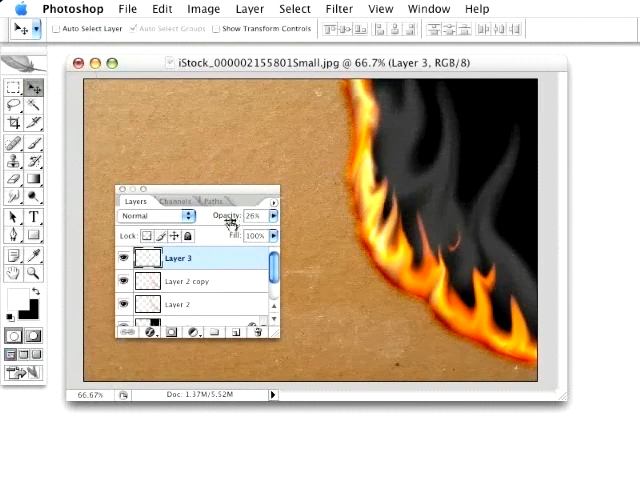 Photoshop File Edit Image Layer Select Filter View Window Help
Auto Select Layer Auto Select Groups Show Transform Controls
iStock_000002155801Small.jpg @ 66.7% (Layer 3, RGB/8)
Layers Channels Paths
Normal Opacity: 26%
Lock: Fill: 100%
Layer 3
Layer 2 copy
Layer 2
T
66.67% Doc: 1.37M/5.52M